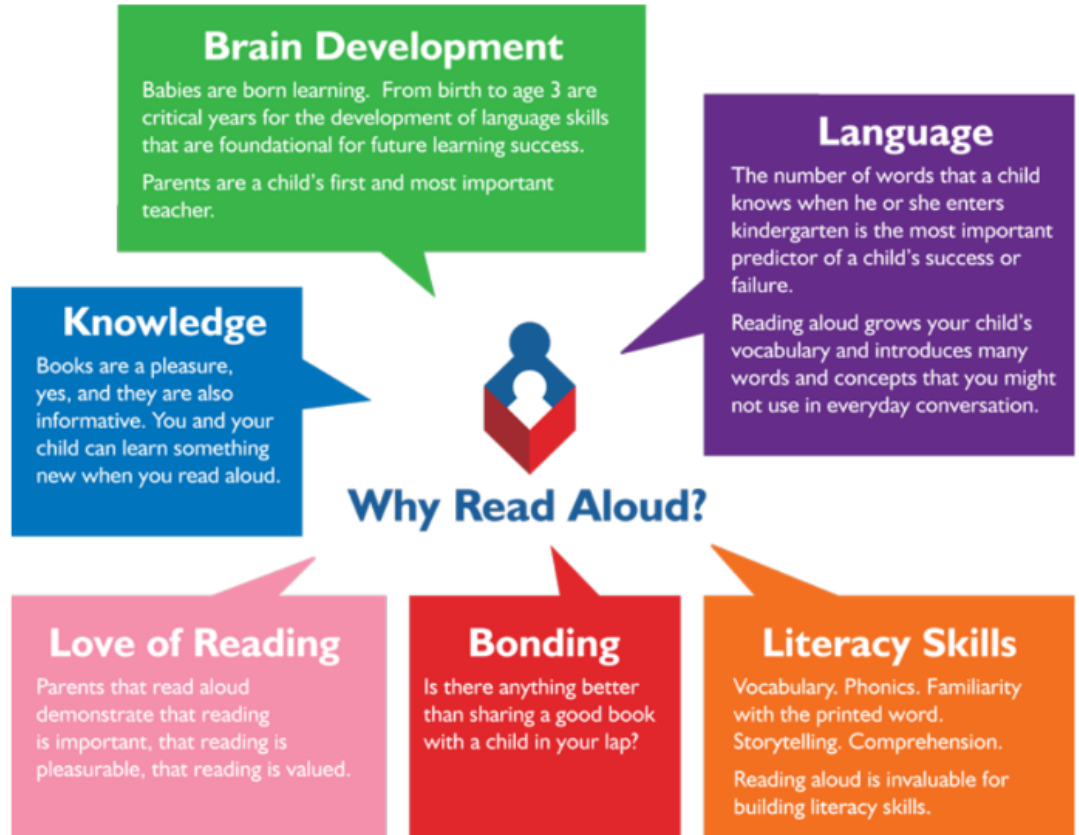 Brain Development
Babies are born learning.  From birth to age 3 are
critical years for the development of language skills
that are foundational for future learning success.
Parents are a child's first and most important
teacher.
Language
The number of words that a child
knows when he or she enters
kindergarten is the most important
predictor of a child's success or
failure.
Reading aloud grows your child's
vocabulary and introduces many
words and concepts that you might
not use in everyday conversation.
Knowledge
Books are a pleasure,
yes, and they are also
informative. You and your
child can learn something
new when you read aloud.
Why Read Aloud?
Love of Reading
Parents that read aloud
demonstrate that reading
is important, that reading is
pleasurable, that reading is valued.
Bonding
Is there anything better
than sharing a good book
with a child in your lap?
Literacy Skills
Vocabulary. Phonics. Familiarity
with the printed word.
Storytelling. Comprehension.
Reading aloud is invaluable for
building literacy skills.